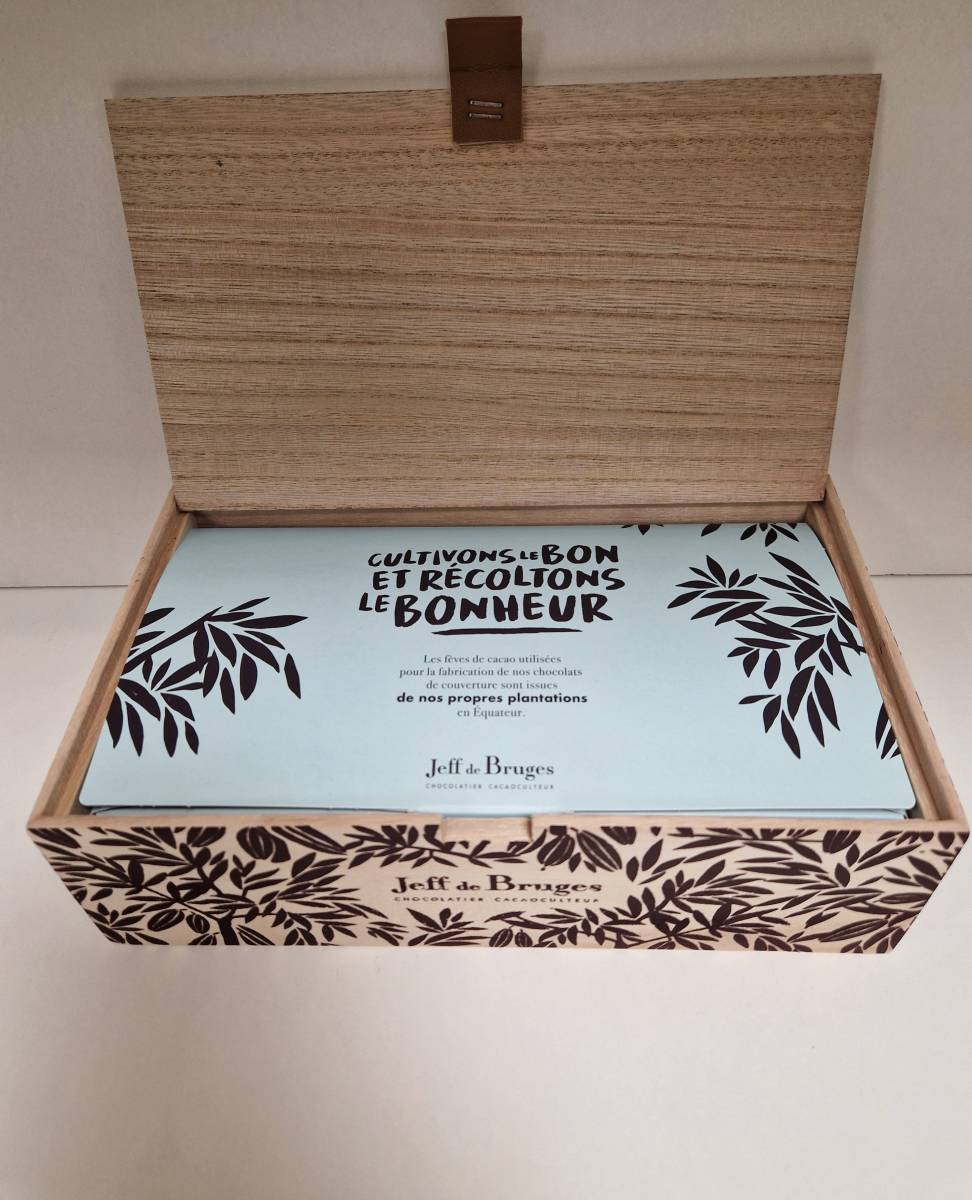 CULTIVONS LE BON
ET RÉCOLTONS
LE BONHEUR
Les fèves de cacao utilisées
pour la fabrication de nos chocolats
de couverture sont issues
de nos propres plantations
en Équateur.
Jeff de Bruges
CHOCOLATIER CACAOCULTEUR
Jeff de Bruges
CHOCOLATIER CACAOCULTEUR